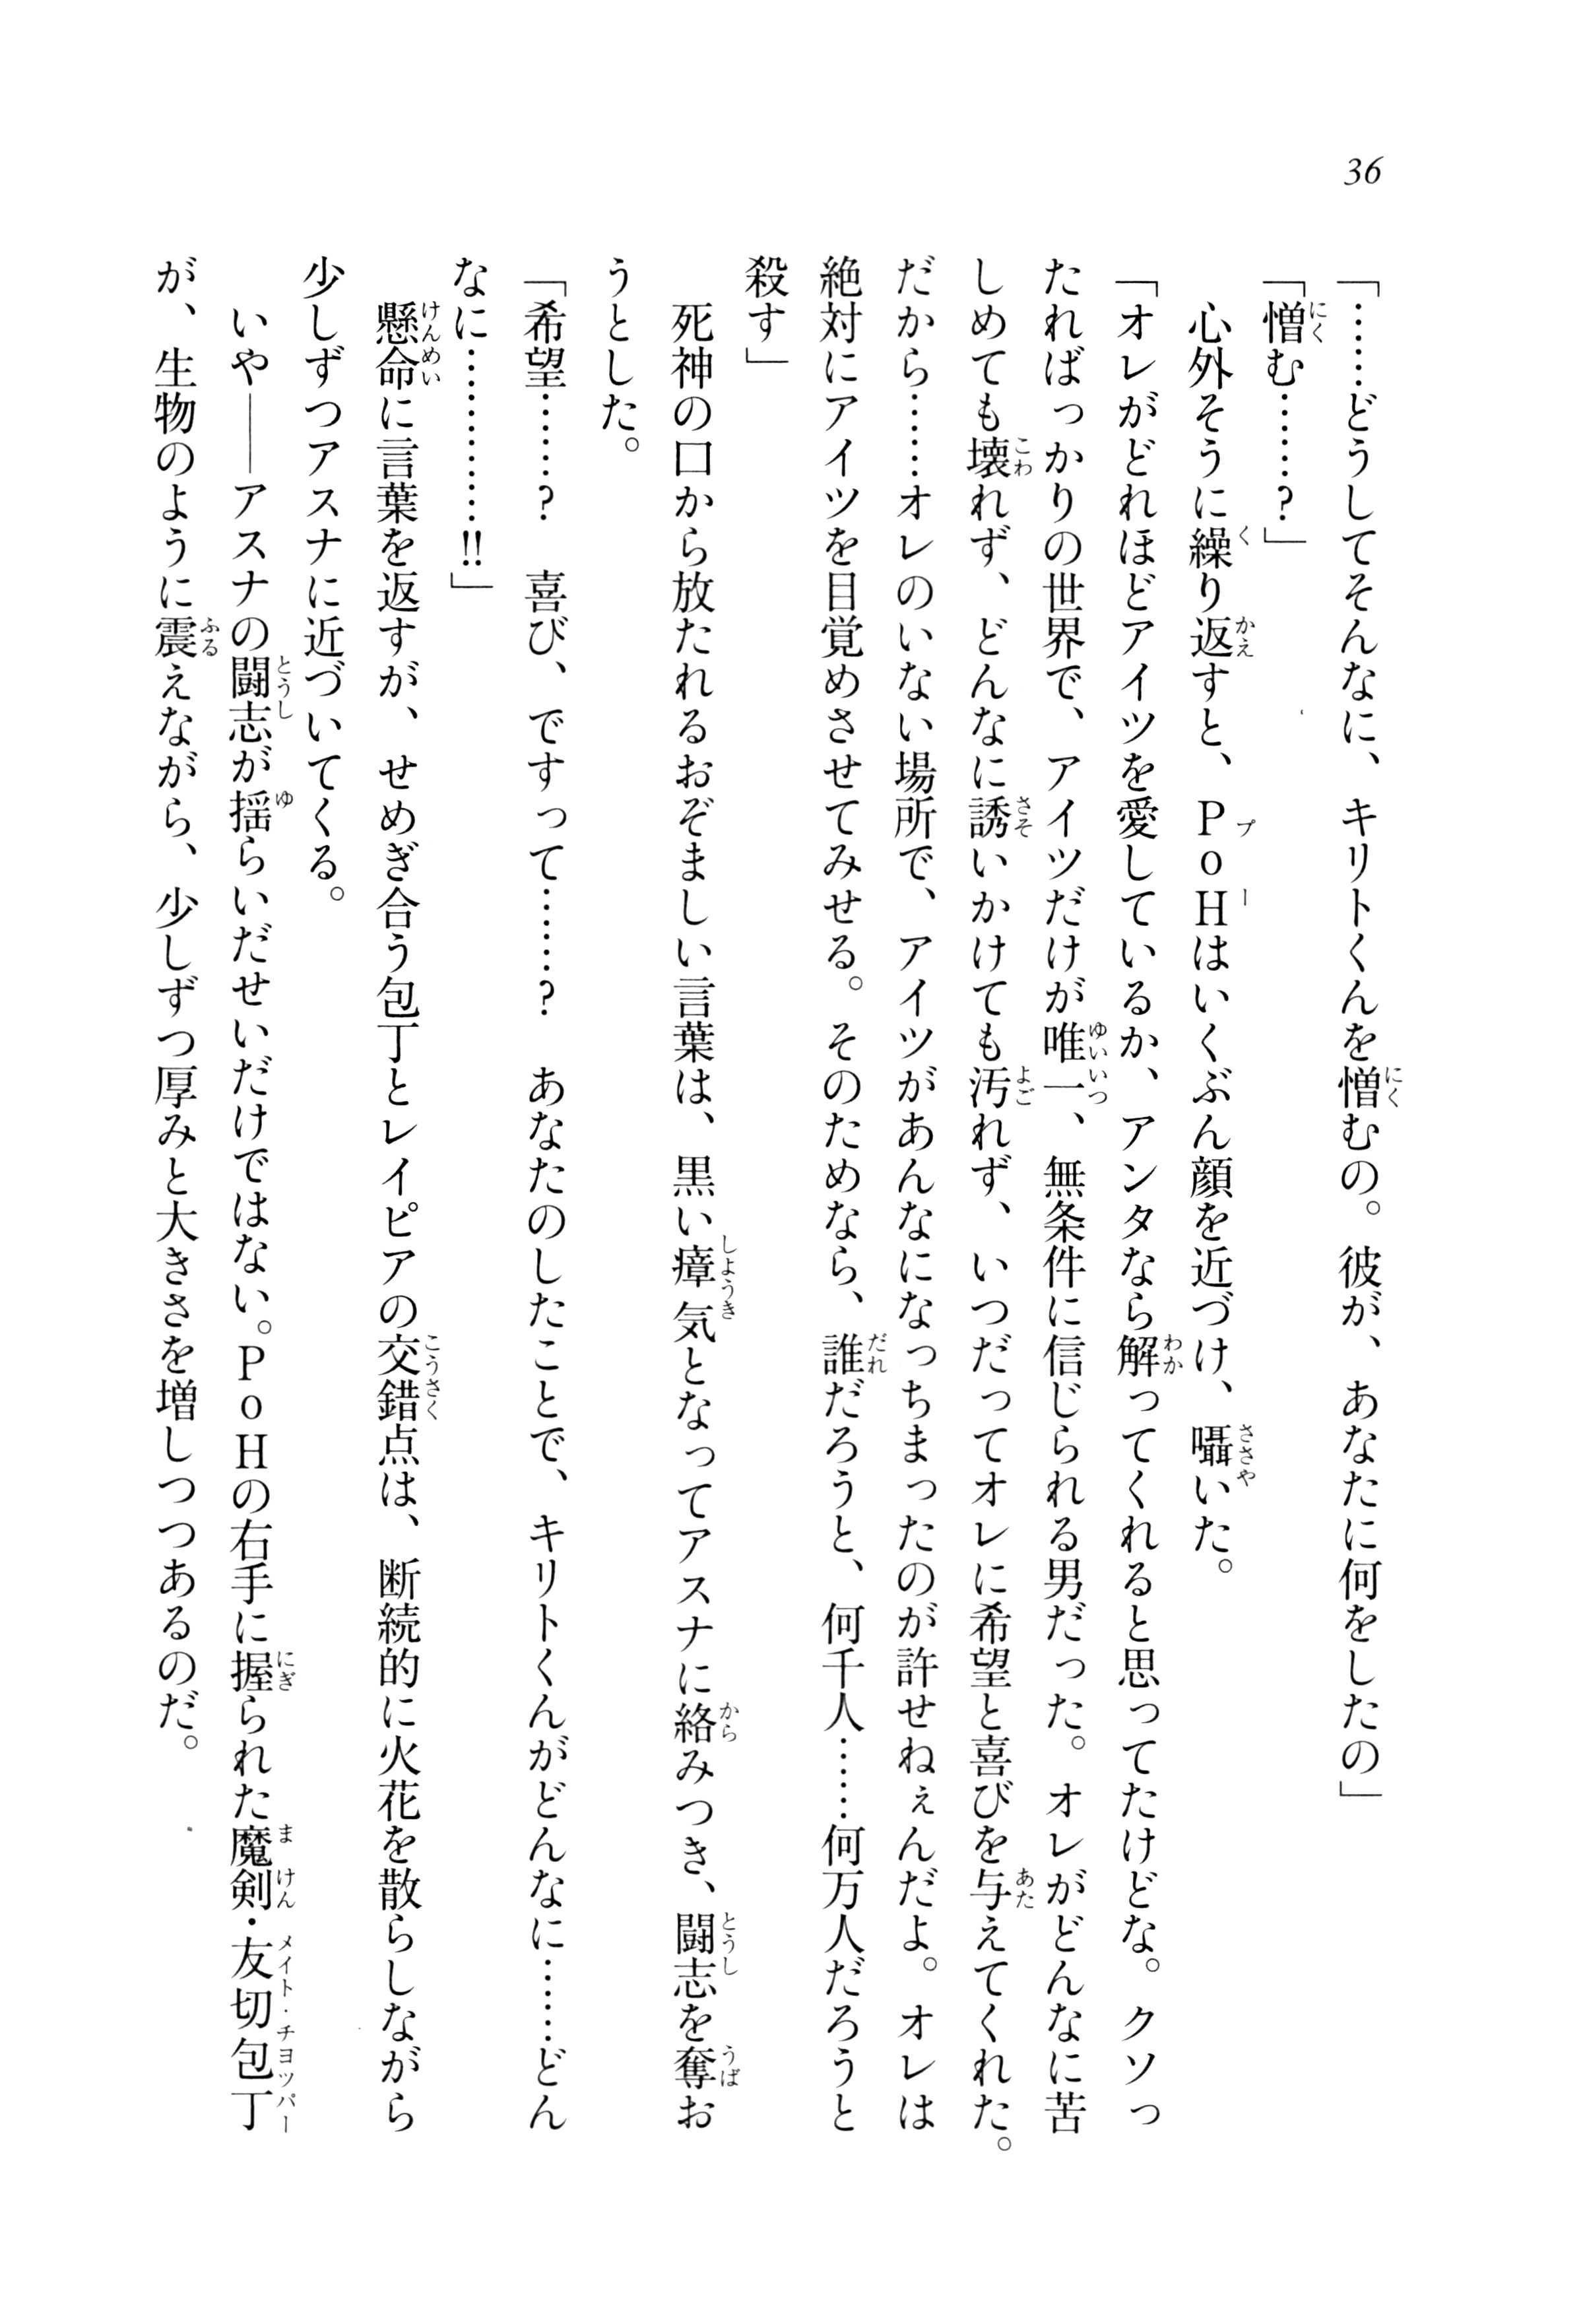 36
「……どうしてそんなに、キリトくんを憎むの。彼が、あなたに何をしたの」
「憎む………?」
　心外そうに繰り返すと、PoHはいくぶん顔を近づけ、囁いた。
「オレがどれほどアイツを愛しているか、アンタなら解ってくれると思ってたけどな。クソっ
たればっかりの世界で、アイツだけが唯一、無条件に信じられる男だった。オレがどんなに苦
しめても壊れず、どんなに誘いかけても汚れず、いつだってオレに希望と喜びを与えてくれた。
だから……オレのいない場所で、アイツがあんなになっちまったのが許せねぇんだよ。オレは
絶対にアイツを目覚めさせてみせる。そのためなら、誰だろうと、何千人……何万人だろうと
殺す」
　死神の口から放たれるおぞましい言葉は、黒い瘴気となってアスナに絡みつき、闘志を奪お
うとした。
「希望………?　喜び、ですって………?　あなたのしたことで、キリトくんがどんなに……どん
なに…………!!」
　懸命に言葉を返すが、せめぎ合う包丁とレイピアの交錯点は、断続的に火花を散らしながら
少しずつアスナに近づいてくる。
　いや――アスナの闘志が揺らいだせいだけではない。PoHの右手に握られた魔剣・友切包丁
が、生物のように震えながら、少しずつ厚みと大きさを増しつつあるのだ。